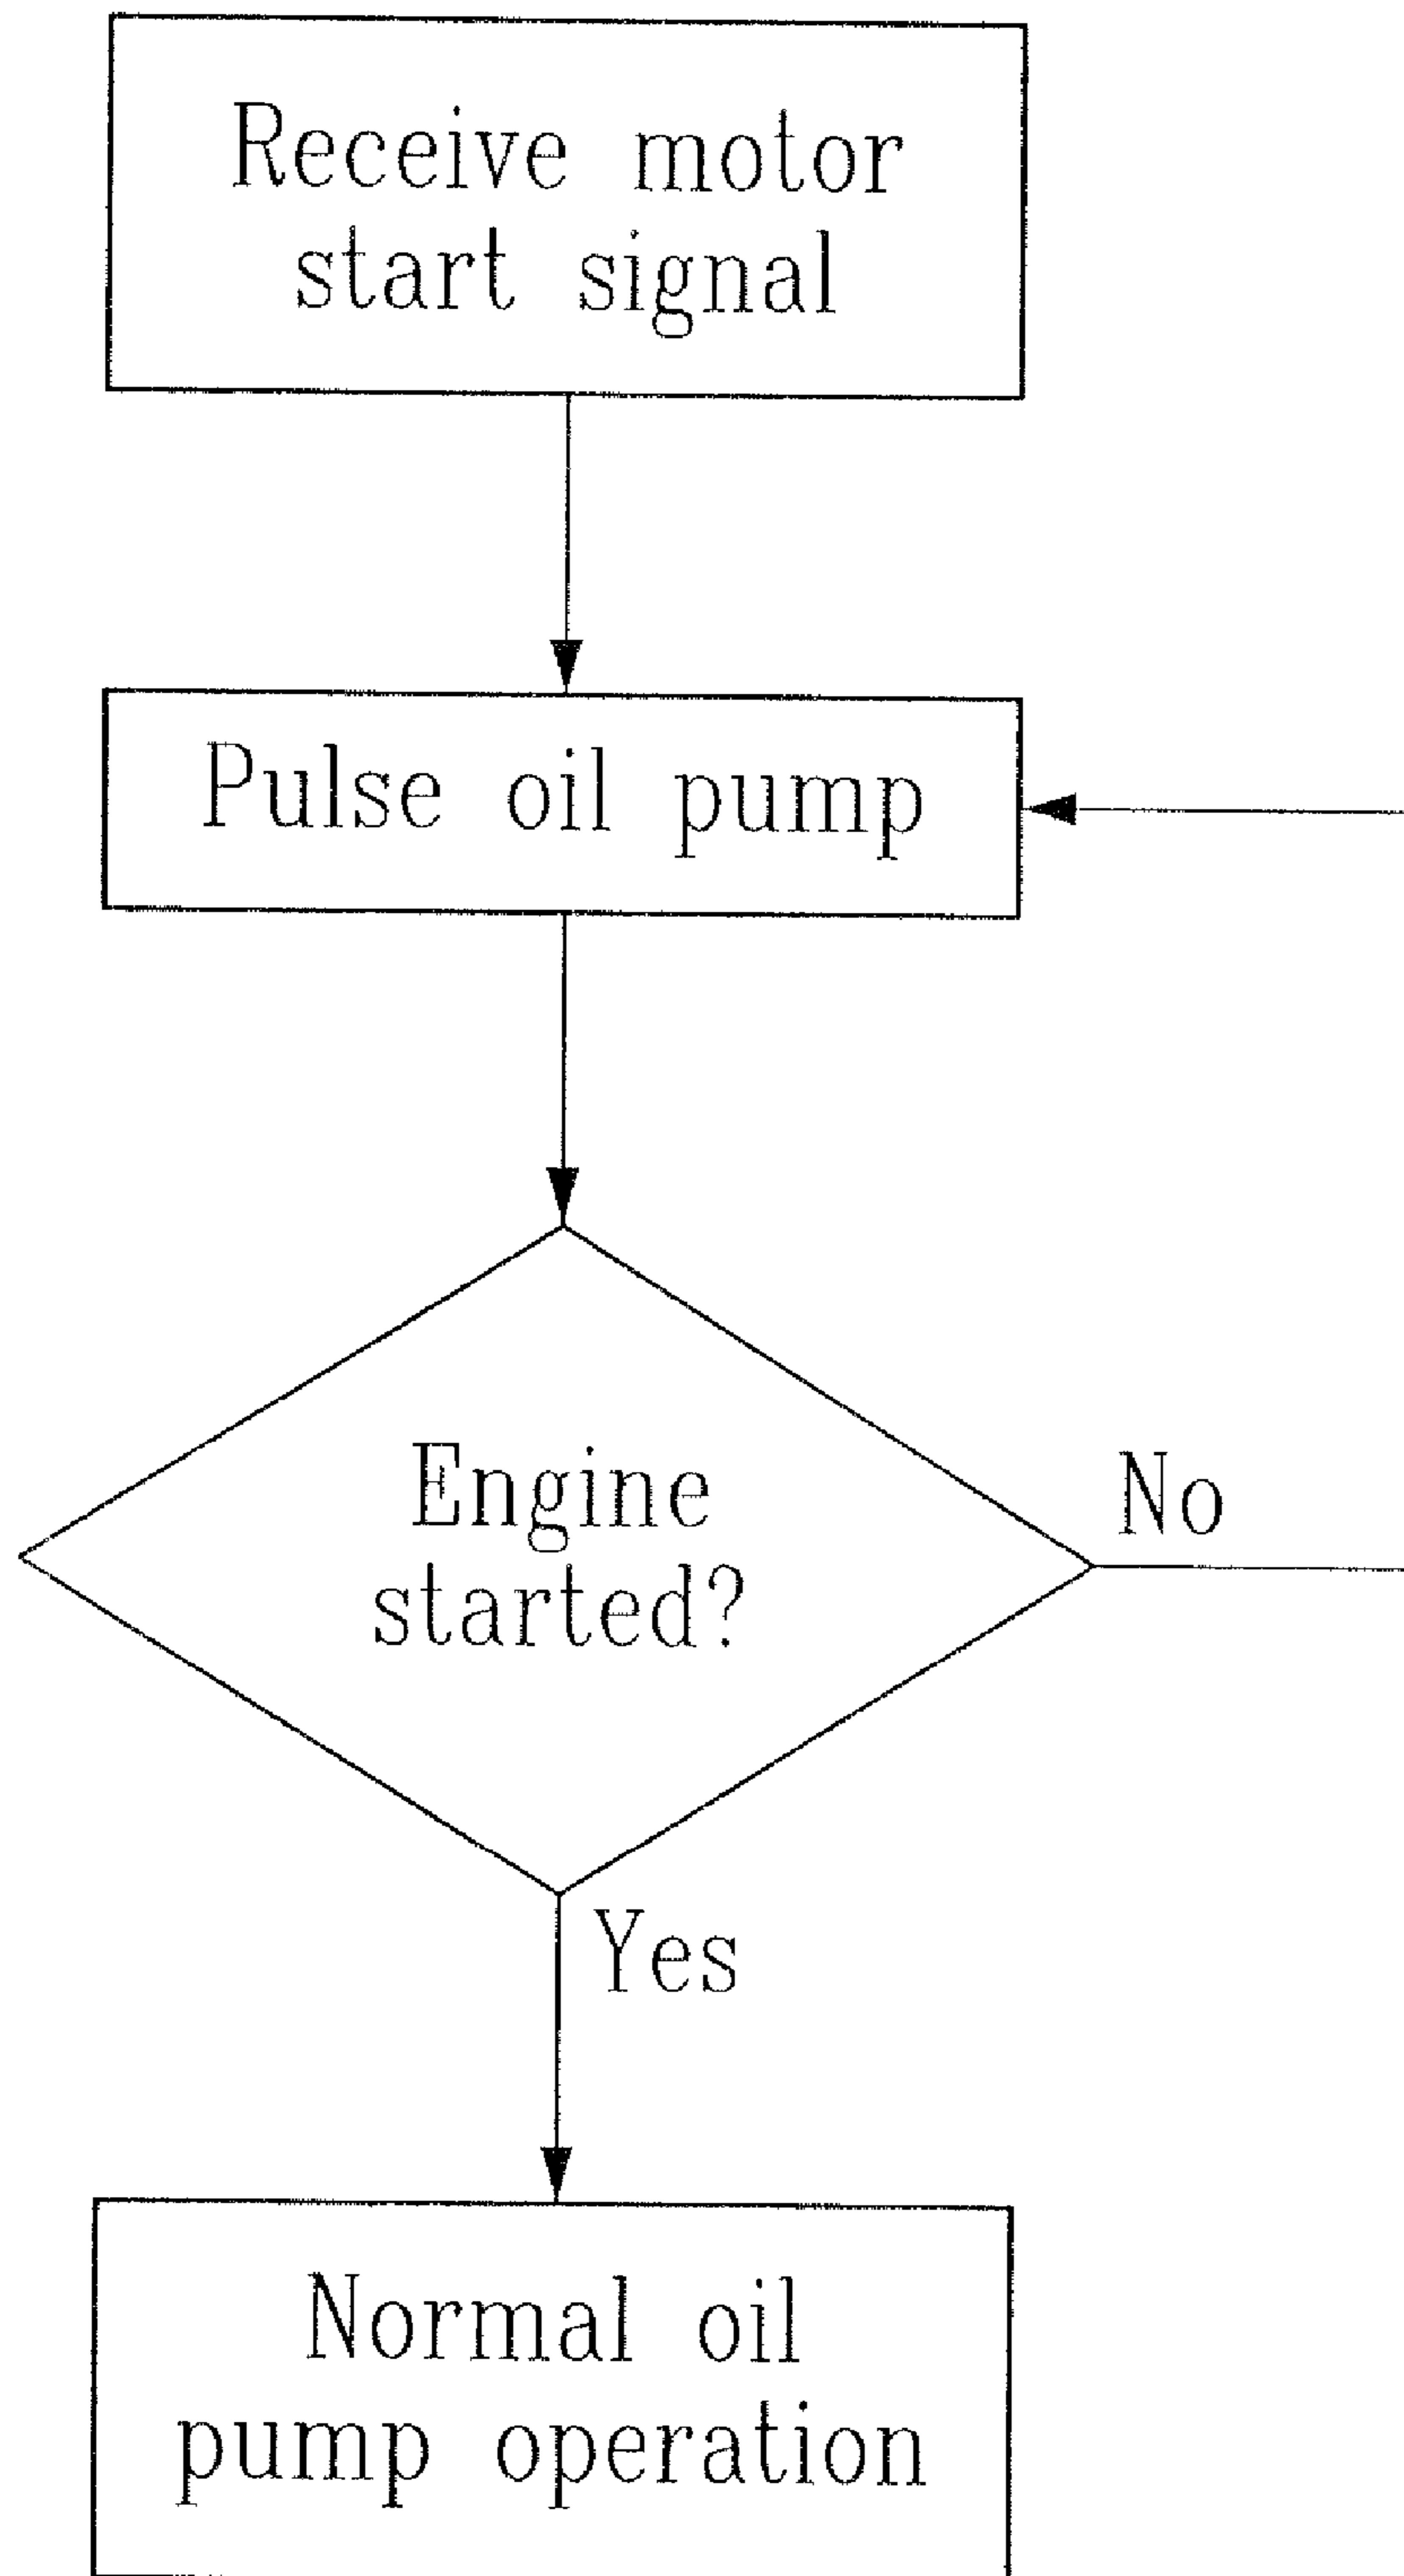 Receive motor
start signal
Pulse oil pump
Engine
started?
No
Yes
Normal oil
pump operation